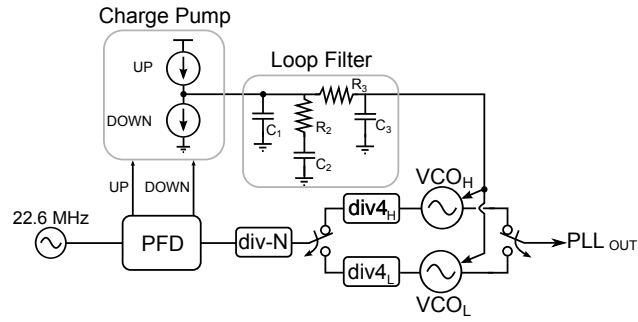 Charge Pump
UP
DOWN
Loop Filter
R3
C1
R2
C3
C2
UP
DOWN
22.6 MHz
PFD
div-N
div4H
VCOH
div4L
VCOL
PLL OUT